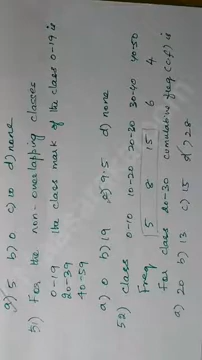 a) 5 b) 0 c) 10 d) none
51) For the non-overlapping classes
0-19 the class mark of the class 0-19 is
20-39
40-59
a) 0 b) 19 c) 9.5 d) none
52) class 0-10 10-20 20-30 30-40 40-50
Freq 5 8 15 6 4
For class 20-30 cumulative freq (cf) is
a) 20 b) 13 c) 15 d) 28